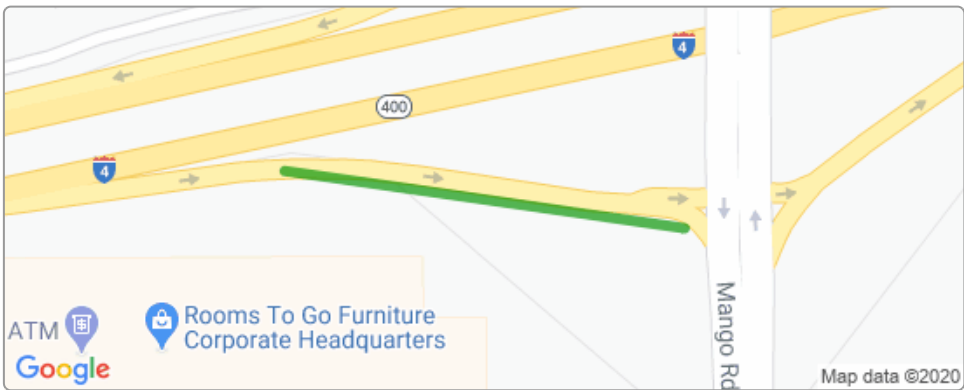 4
400
4
ATM
Rooms To Go Furniture
Corporate Headquarters
Mango Rd
Google
Map data ©2020